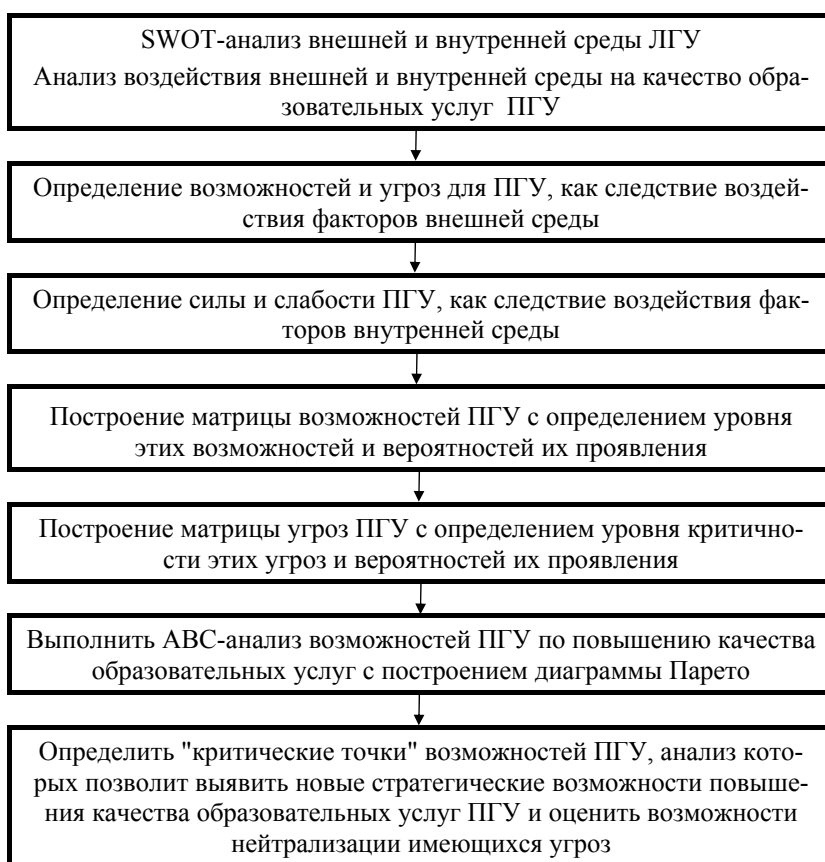 SWOT-анализ внешней и внутренней среды ЛГУ
Анализ воздействия внешней и внутренней среды на качество обра-
зовательных услуг ПГУ
Определение возможностей и угроз для ПГУ, как следствие воздей-
ствия факторов внешней среды
Определение силы и слабости ПГУ, как следствие воздействия фак-
торов внутренней среды
Построение матрицы возможностей ПГУ с определением уровня
этих возможностей и вероятностей их проявления
Построение матрицы угроз ПГУ с определением уровня критично-
сти этих угроз и вероятностей их проявления
Выполнить АВС-анализ возможностей ПГУ по повышению качества
образовательных услуг с построением диаграммы Парето
Определить "критические точки" возможностей ПГУ, анализ кото-
рых позволит выявить новые стратегические возможности повыше-
ния качества образовательных услуг ПГУ и оценить возможности
нейтрализации имеющихся угроз